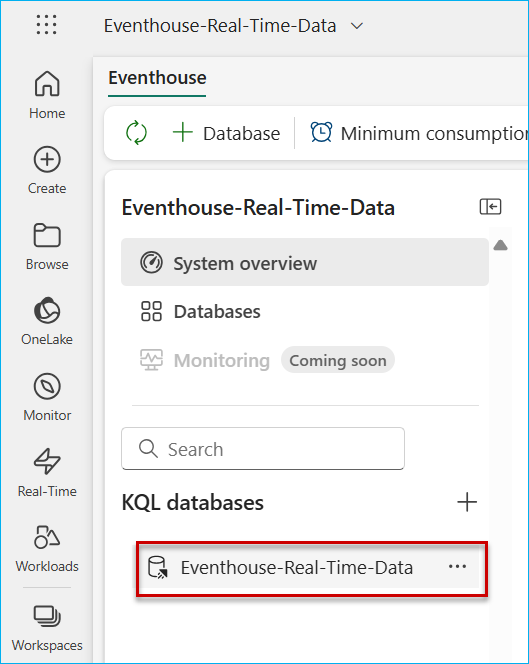 Eventhouse-Real-Time-Data
Home
Create
Browse
OneLake
Monitor
Real-Time
Workloads
Workspaces
Eventhouse
Database
Minimum consumption
Eventhouse-Real-Time-Data
System overview
Databases
Monitoring Coming soon
Search
KQL databases
Eventhouse-Real-Time-Data